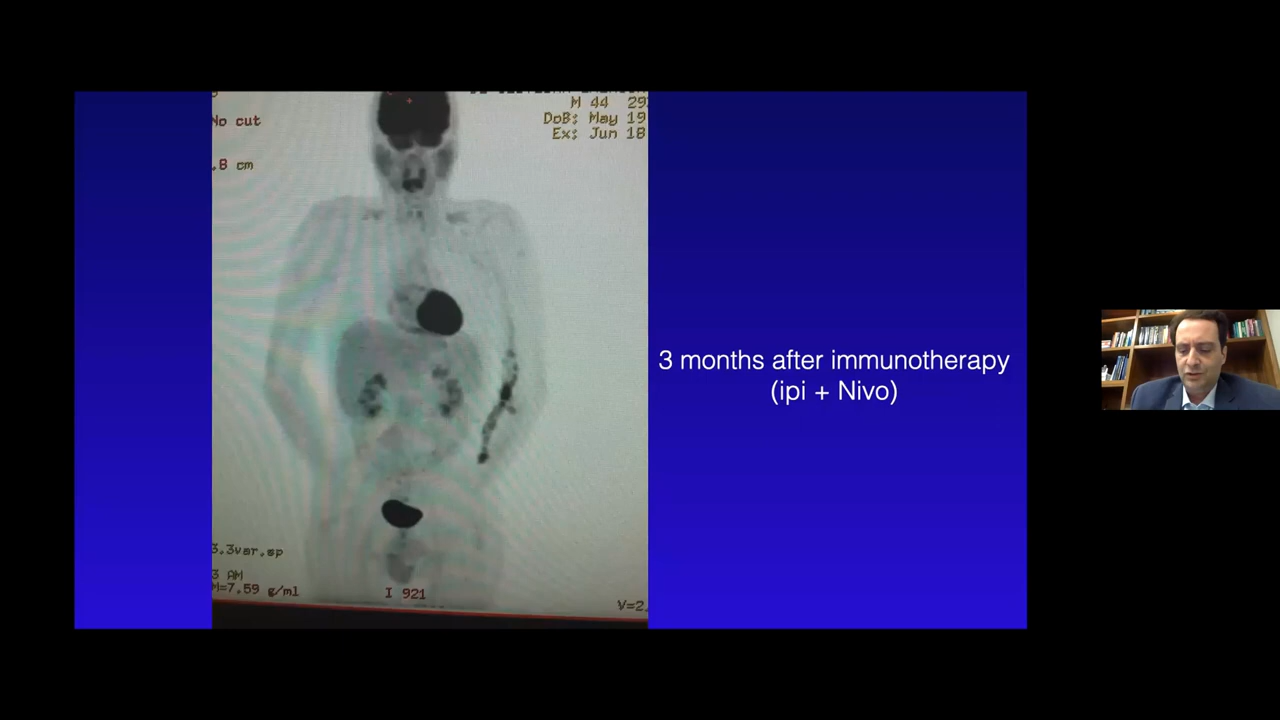 M 44 29
No cut
DoB: May 19
Ex: Jun 18
.8 cm
3 months after immunotherapy
(ipi + Nivo)
3.3var.sp
3 AM
M=7.59 g/ml
I 921
V=2.